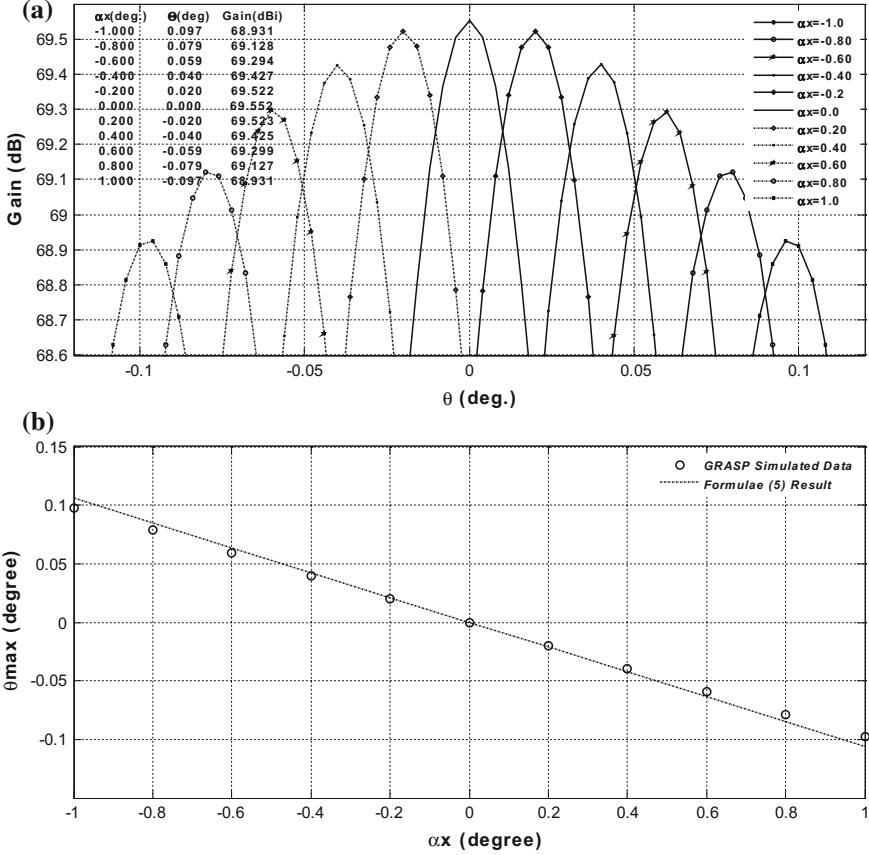 (a)
αx(deg.) Θ(deg) Gain(dBi)
-1.000 0.097 68.931
-0.800 0.079 69.128
-0.600 0.059 69.294
-0.400 0.040 69.427
-0.200 0.020 69.522
0.000 0.000 69.552
0.200 -0.020 69.523
0.400 -0.040 69.425
0.600 -0.059 69.299
0.800 -0.079 69.127
1.000 -0.097 68.931
αx=-1.0
αx=-0.80
αx=-0.60
αx=-0.40
αx=-0.2
αx=0.0
αx=0.20
αx=0.40
αx=0.60
αx=0.80
αx=1.0
Gain (dB)
69.5
69.4
69.3
69.2
69.1
69
68.9
68.8
68.7
68.6
-0.1 -0.05 0 0.05 0.1
θ (deg.)
(b)
GRASP Simulated Data
Formulae (5) Result
θmax (degree)
0.15
0.1
0.05
0
-0.05
-0.1
-1 -0.8 -0.6 -0.4 -0.2 0 0.2 0.4 0.6 0.8 1
αx (degree)